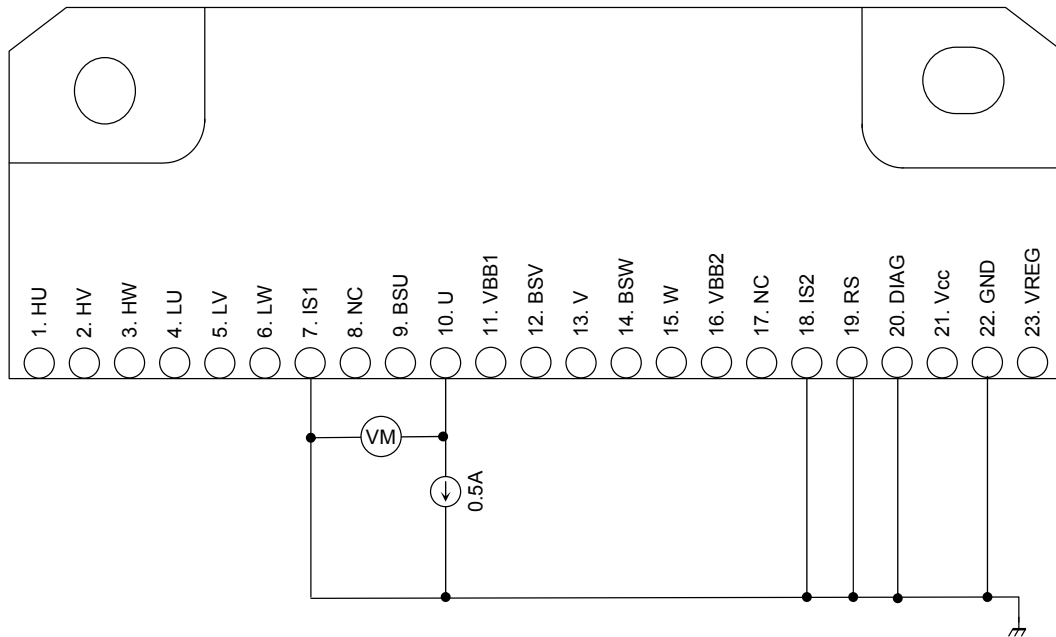 1. HU
2. HV
3. HW
4. LU
5. LV
6. LW
7. IS1
8. NC
9. BSU
10. U
11. VBB1
12. BSV
13. V
14. BSW
15. W
16. VBB2
17. NC
18. IS2
19. RS
20. DIAG
21. Vcc
22. GND
23. VREG
VM
0.5A